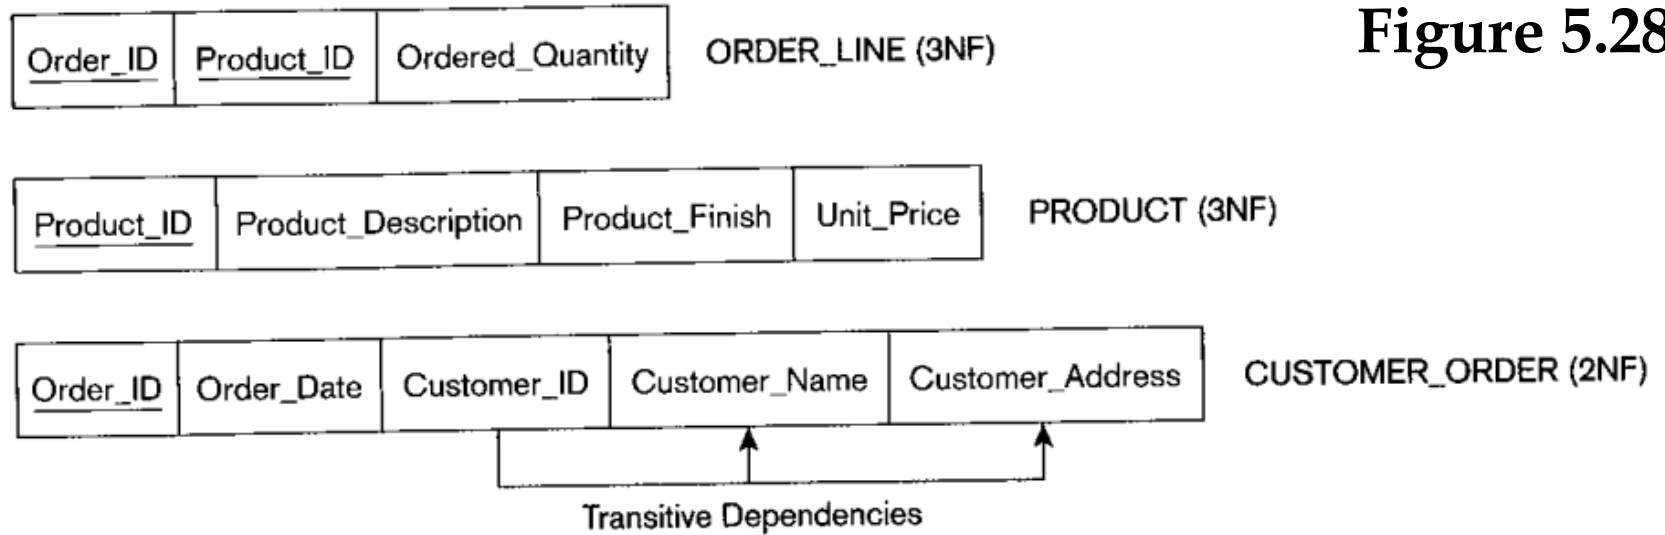 Figure 5.28
Order_ID Product_ID Ordered_Quantity ORDER_LINE (3NF)
Product_ID Product_Description Product_Finish Unit_Price PRODUCT (3NF)
Order_ID Order_Date Customer_ID Customer_Name Customer_Address CUSTOMER_ORDER (2NF)
Transitive Dependencies